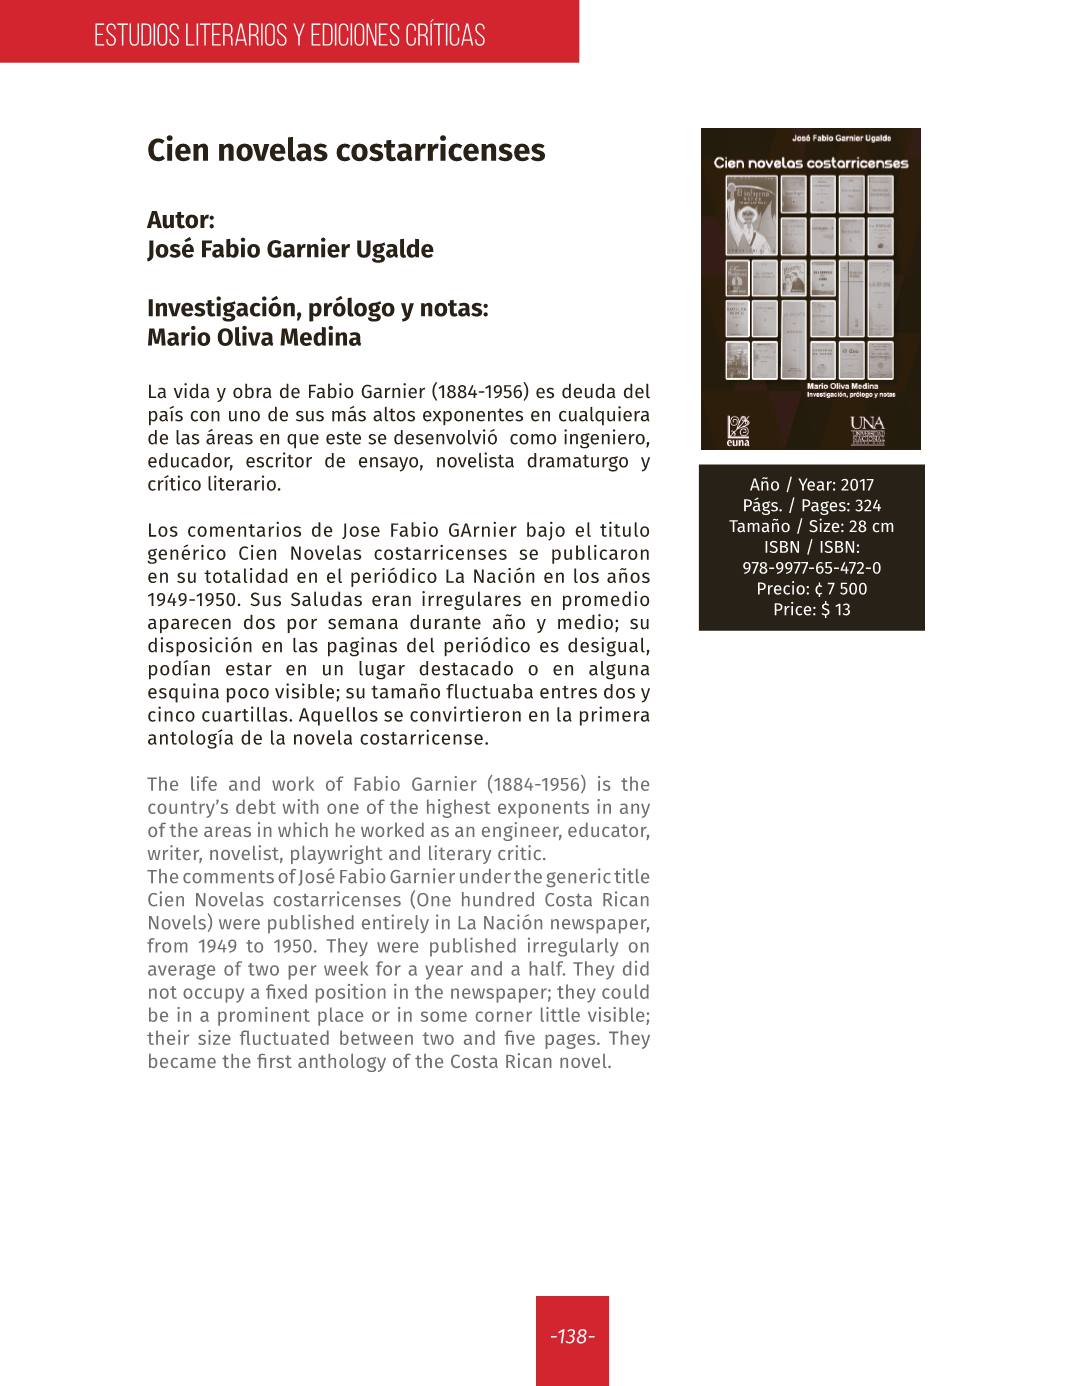 ESTUDIOS LITERARIOS Y EDICIONES CRÍTICAS
Cien novelas costarricenses
Autor:
José Fabio Garnier Ugalde
Investigación, prólogo y notas:
Mario Oliva Medina
La vida y obra de Fabio Garnier (1884-1956) es deuda del
país con uno de sus más altos exponentes en cualquiera
de las áreas en que este se desenvolvió  como ingeniero,
educador, escritor de ensayo, novelista dramaturgo y
crítico literario.
Los comentarios de Jose Fabio GArnier bajo el titulo
genérico Cien Novelas costarricenses se publicaron
en su totalidad en el periódico La Nación en los años
1949-1950. Sus Saludas eran irregulares en promedio
aparecen dos por semana durante año y medio; su
disposición en las paginas del periódico es desigual,
podían estar en un lugar destacado o en alguna
esquina poco visible; su tamaño fluctuaba entres dos y
cinco cuartillas. Aquellos se convirtieron en la primera
antología de la novela costarricense.
The life and work of Fabio Garnier (1884-1956) is the
country's debt with one of the highest exponents in any
of the areas in which he worked as an engineer, educator,
writer, novelist, playwright and literary critic.
The comments of José Fabio Garnier under the generic title
Cien Novelas costarricenses (One hundred Costa Rican
Novels) were published entirely in La Nación newspaper,
from 1949 to 1950. They were published irregularly on
average of two per week for a year and a half. They did
not occupy a fixed position in the newspaper; they could
be in a prominent place or in some corner little visible;
their size fluctuated between two and five pages. They
became the first anthology of the Costa Rican novel.
José Fabio Garnier Ugalde
Cien novelas costarricenses
El infierno
Mario Oliva Medina
Investigación, prólogo y notas
euna
UNA
UNIVERSIDAD
NACIONAL
Año / Year: 2017
Págs. / Pages: 324
Tamaño / Size: 28 cm
ISBN / ISBN:
978-9977-65-472-0
Precio: ¢ 7 500
Price: $ 13
-138-